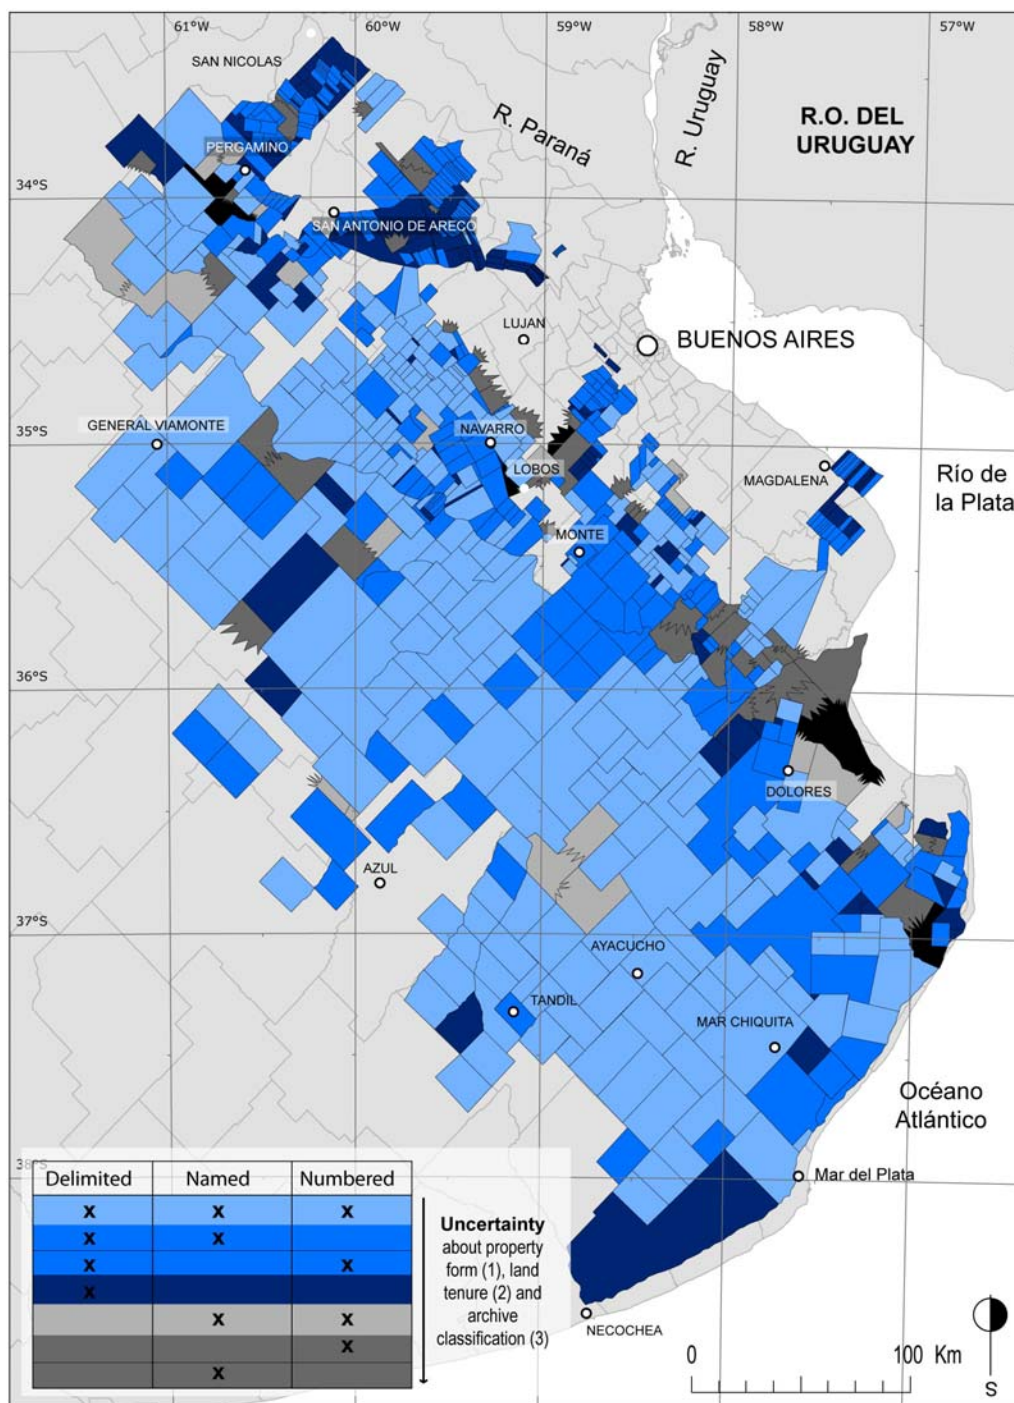 61°W
60°W
59°W
58°W
57°W
SAN NICOLAS
R. Paraná
R. Uruguay
R.O. DEL
URUGUAY
PERGAMINO
34°S
SAN ANTONIO DE ARECO
LUJAN
BUENOS AIRES
GENERAL VIAMONTE
35°S
NAVARRO
LOBOS
MAGDALENA
Río de
la Plata
MONTE
36°S
DOLORES
AZUL
37°S
AYACUCHO
TANDIL
MAR CHIQUITA
Océano
Atlántico
38°S
Mar del Plata
NECOCHEA
Delimited Named Numbered
x x x
x x
x x
x
x x
x
x
Uncertainty
about property
form (1), land
tenure (2) and
archive
classification (3)
0 100 Km
S